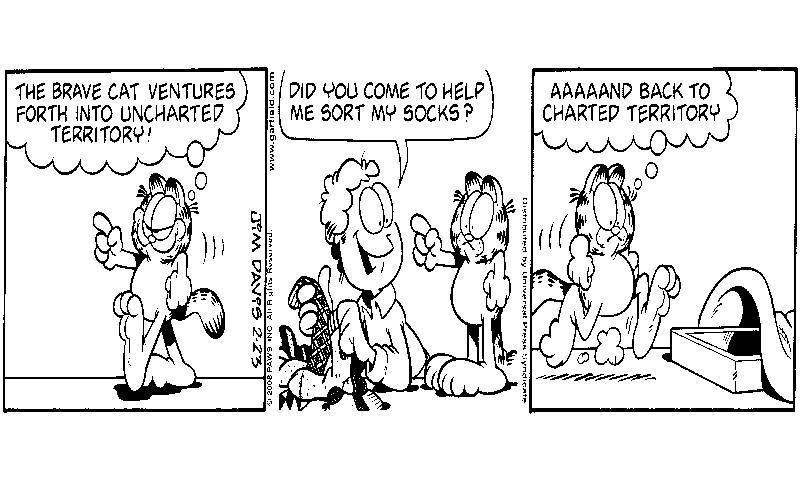 THE BRAVE CAT VENTURES
FORTH INTO UNCHARTED
TERRITORY!
JIM DAVIS 2-23
www.garfield.com
© 2008 PAWS, INC. All Rights Reserved.
DID YOU COME TO HELP
ME SORT MY SOCKS?
Distributed by Universal Press Syndicate
AAAAAND BACK TO
CHARTED TERRITORY